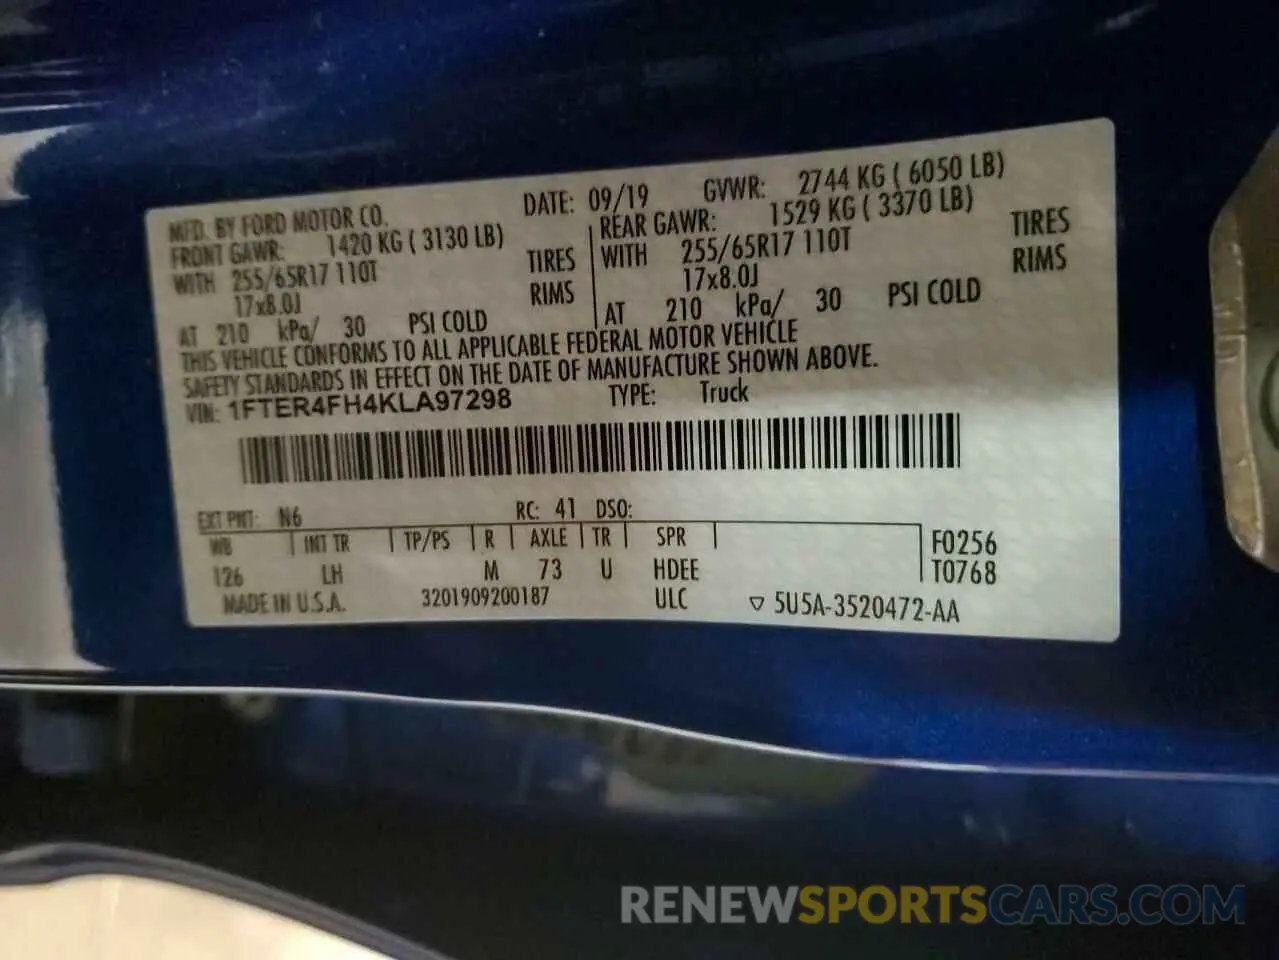 MFD. BY FORD MOTOR CO. DATE: 09/19 GVWR: 2744 KG ( 6050 LB)
FRONT GAWR: 1420 KG ( 3130 LB) REAR GAWR: 1529 KG ( 3370 LB)
WITH 255/65R17 110T TIRES WITH 255/65R17 110T TIRES
17x8.0J RIMS 17x8.0J RIMS
AT 210 kPa/ 30 PSI COLD AT 210 kPa/ 30 PSI COLD
THIS VEHICLE CONFORMS TO ALL APPLICABLE FEDERAL MOTOR VEHICLE
SAFETY STANDARDS IN EFFECT ON THE DATE OF MANUFACTURE SHOWN ABOVE.
VIN: 1FTER4FH4KLA97298 TYPE: Truck
EXT PNT: N6 RC: 41 DSO:
WB INT TR TP/PS R AXLE TR SPR F0256
126 LH M 73 U HDEE T0768
MADE IN U.S.A. 3201909200187 ULC ▽ 5U5A-3520472-AA
RENEWSPORTSCARS.COM